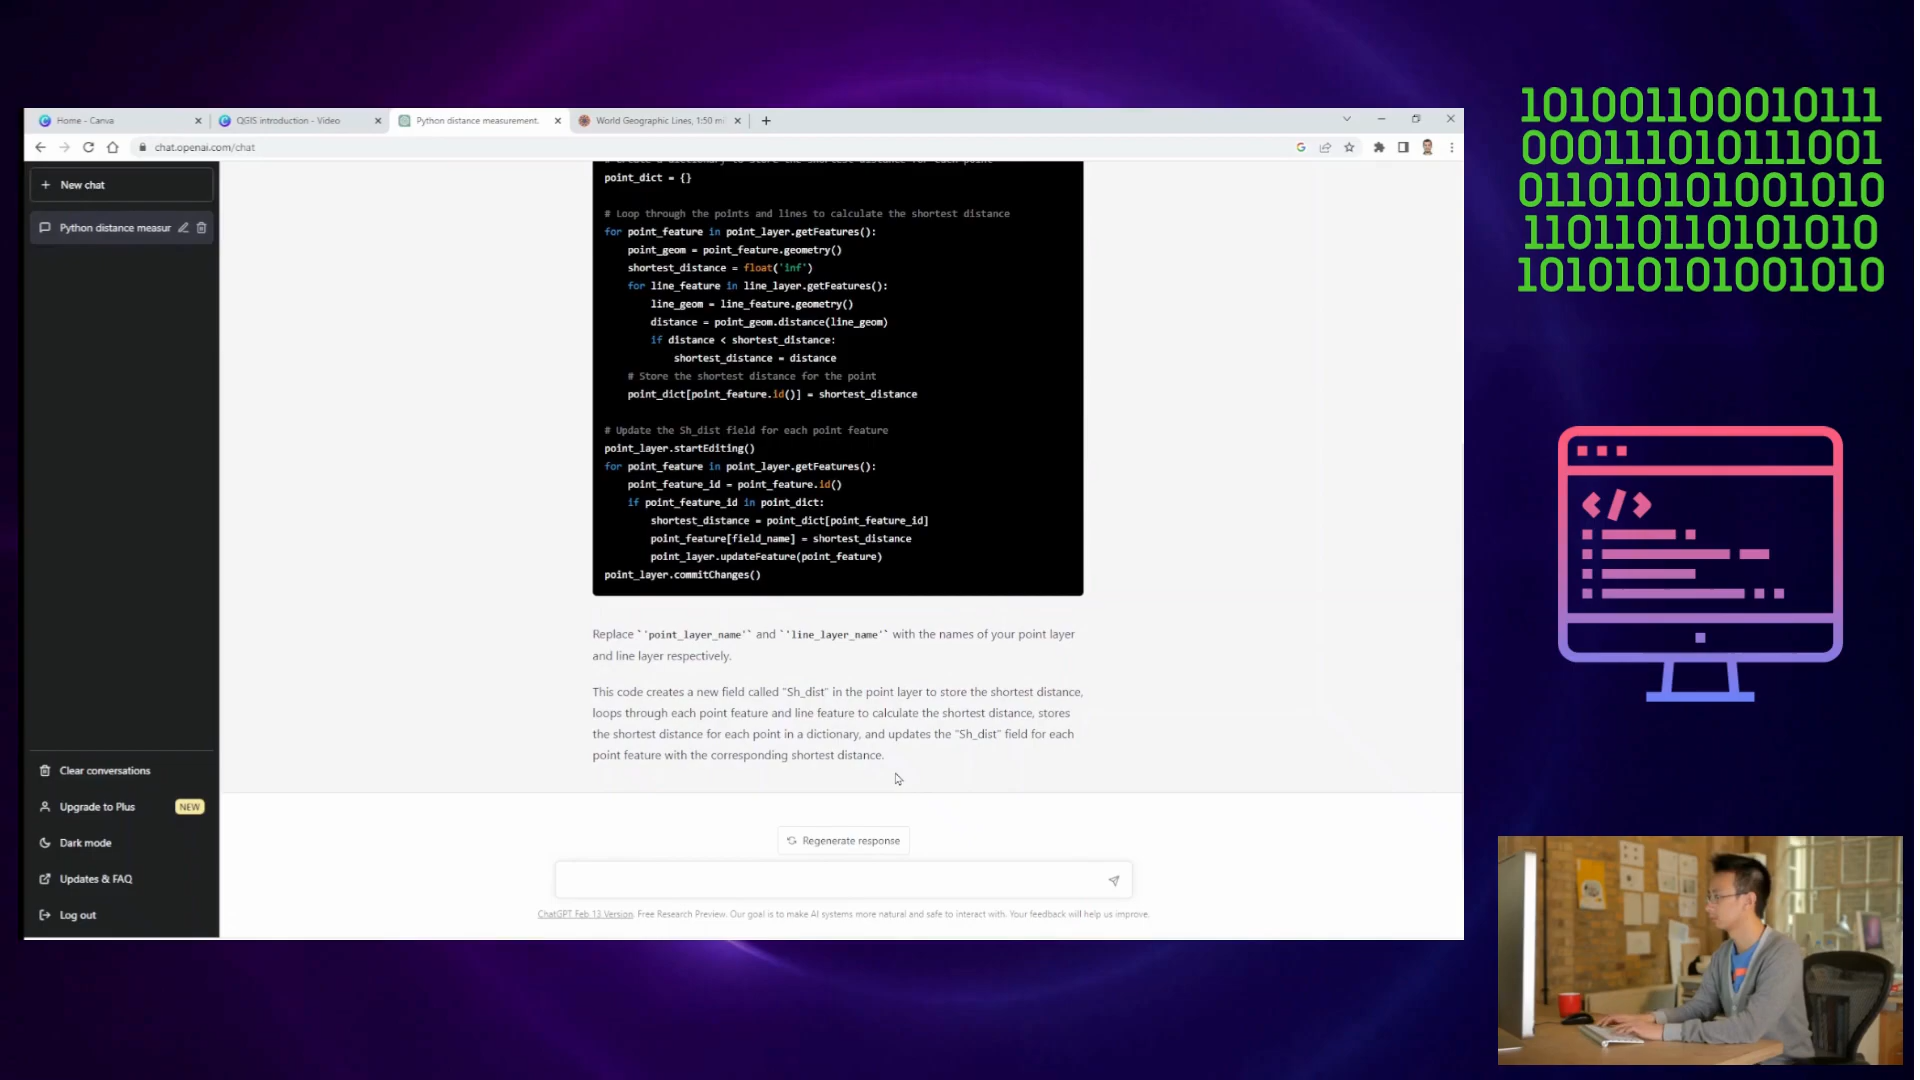 Home - Canva
QGIS introduction - Video
Python distance measurement.
World Geographic Lines, 1:50 mi
chat.openai.com/chat
New chat
Python distance measur
Clear conversations
Upgrade to Plus
NEW
Dark mode
Updates & FAQ
Log out
point_dict = {}
# Loop through the points and lines to calculate the shortest distance
for point_feature in point_layer.getFeatures():
point_geom = point_feature.geometry()
shortest_distance = float('inf')
for line_feature in line_layer.getFeatures():
line_geom = line_feature.geometry()
distance = point_geom.distance(line_geom)
if distance < shortest_distance:
shortest_distance = distance
# Store the shortest distance for the point
point_dict[point_feature.id()] = shortest_distance
# Update the Sh_dist field for each point feature
point_layer.startEditing()
for point_feature in point_layer.getFeatures():
point_feature_id = point_feature.id()
if point_feature_id in point_dict:
shortest_distance = point_dict[point_feature_id]
point_feature[field_name] = shortest_distance
point_layer.updateFeature(point_feature)
point_layer.commitChanges()
Replace `'point_layer_name'` and `'line_layer_name'` with the names of your point layer
and line layer respectively.
This code creates a new field called "Sh_dist" in the point layer to store the shortest distance,
loops through each point feature and line feature to calculate the shortest distance, stores
the shortest distance for each point in a dictionary, and updates the "Sh_dist" field for each
point feature with the corresponding shortest distance.
Regenerate response
ChatGPT Feb 13 Version. Free Research Preview. Our goal is to make AI systems more natural and safe to interact with. Your feedback will help us improve.
101001100010111
000111010111001
011010101001010
110110110101010
101010101001010